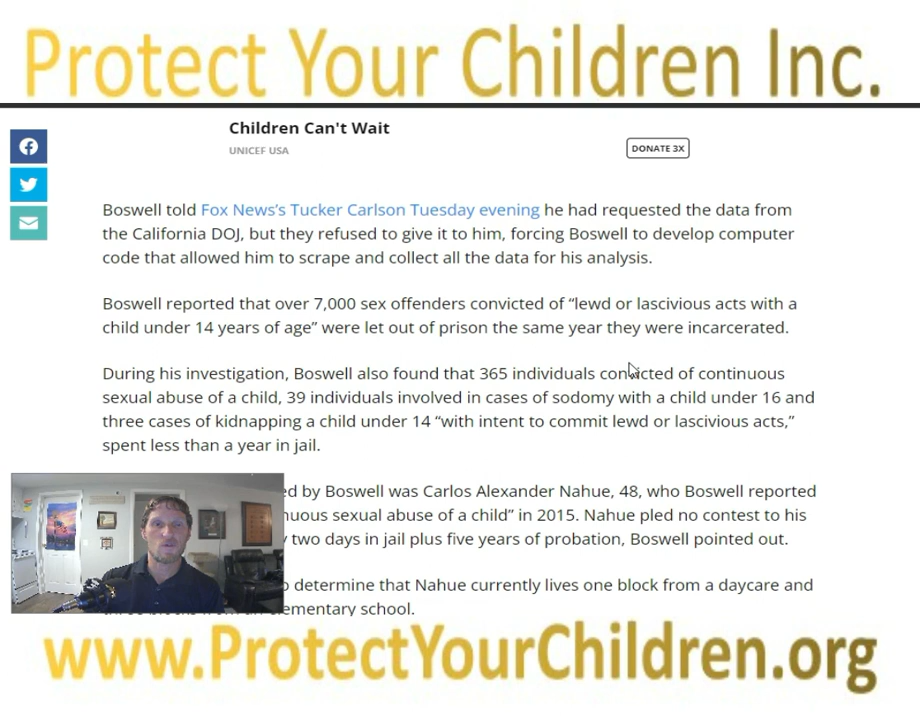 Protect Your Children Inc.
Children Can't Wait
UNICEF USA
DONATE 3X
Boswell told Fox News's Tucker Carlson Tuesday evening he had requested the data from
the California DOJ, but they refused to give it to him, forcing Boswell to develop computer
code that allowed him to scrape and collect all the data for his analysis.
Boswell reported that over 7,000 sex offenders convicted of “lewd or lascivious acts with a
child under 14 years of age” were let out of prison the same year they were incarcerated.
During his investigation, Boswell also found that 365 individuals convicted of continuous
sexual abuse of a child, 39 individuals involved in cases of sodomy with a child under 16 and
three cases of kidnapping a child under 14 “with intent to commit lewd or lascivious acts,”
spent less than a year in jail.
ed by Boswell was Carlos Alexander Nahue, 48, who Boswell reported
nuous sexual abuse of a child” in 2015. Nahue pled no contest to his
two days in jail plus five years of probation, Boswell pointed out.
determine that Nahue currently lives one block from a daycare and
elementary school.
www.ProtectYourChildren.org